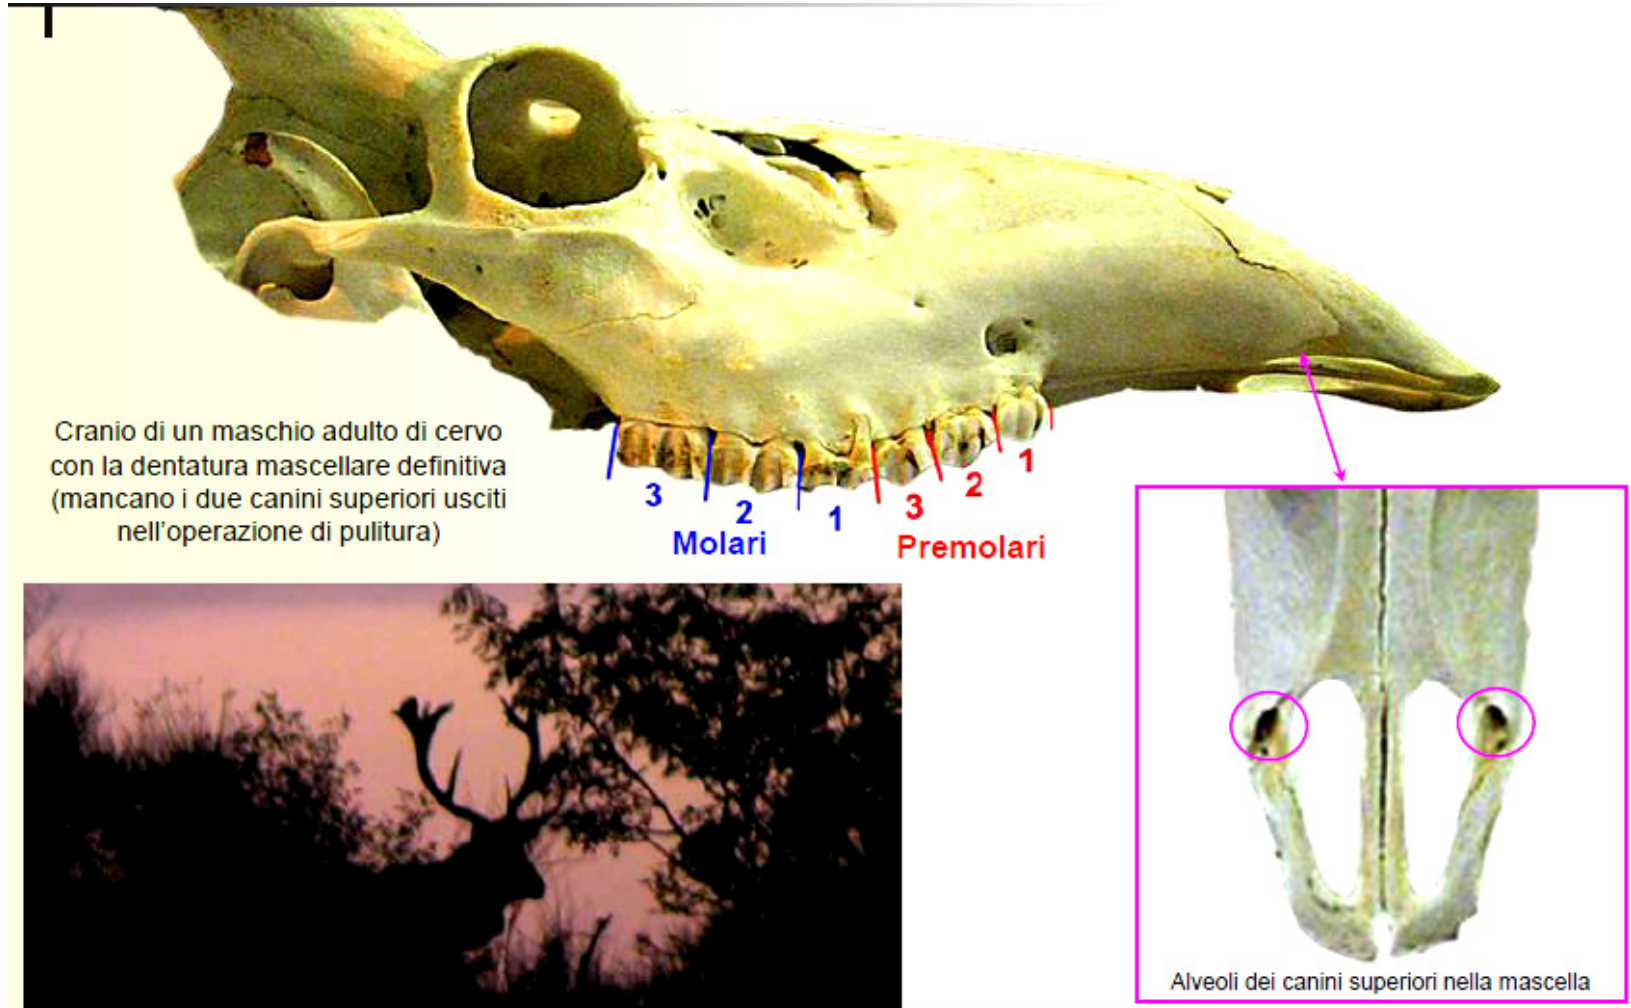 Cranio di un maschio adulto di cervo
con la dentatura mascellare definitiva
(mancano i due canini superiori usciti
nell'operazione di pulitura)
3
2
1
3
2
1
Molari
Premolari
Alveoli dei canini superiori nella mascella